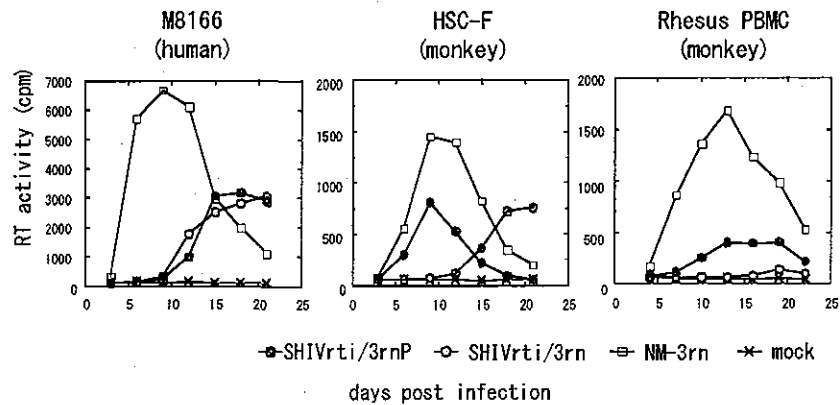 M8166 HSC-F Rhesus PBMC
(human) (monkey) (monkey)
RT activity (cpm)
7000
6000
5000
4000
3000
2000
1000
0
0 5 10 15 20 25
2000
1500
1000
500
0
0 5 10 15 20 25
2000
1500
1000
500
0
0 5 10 15 20 25
SHIVrti/3rnP SHIVrti/3rn NM-3rn mock
days post infection